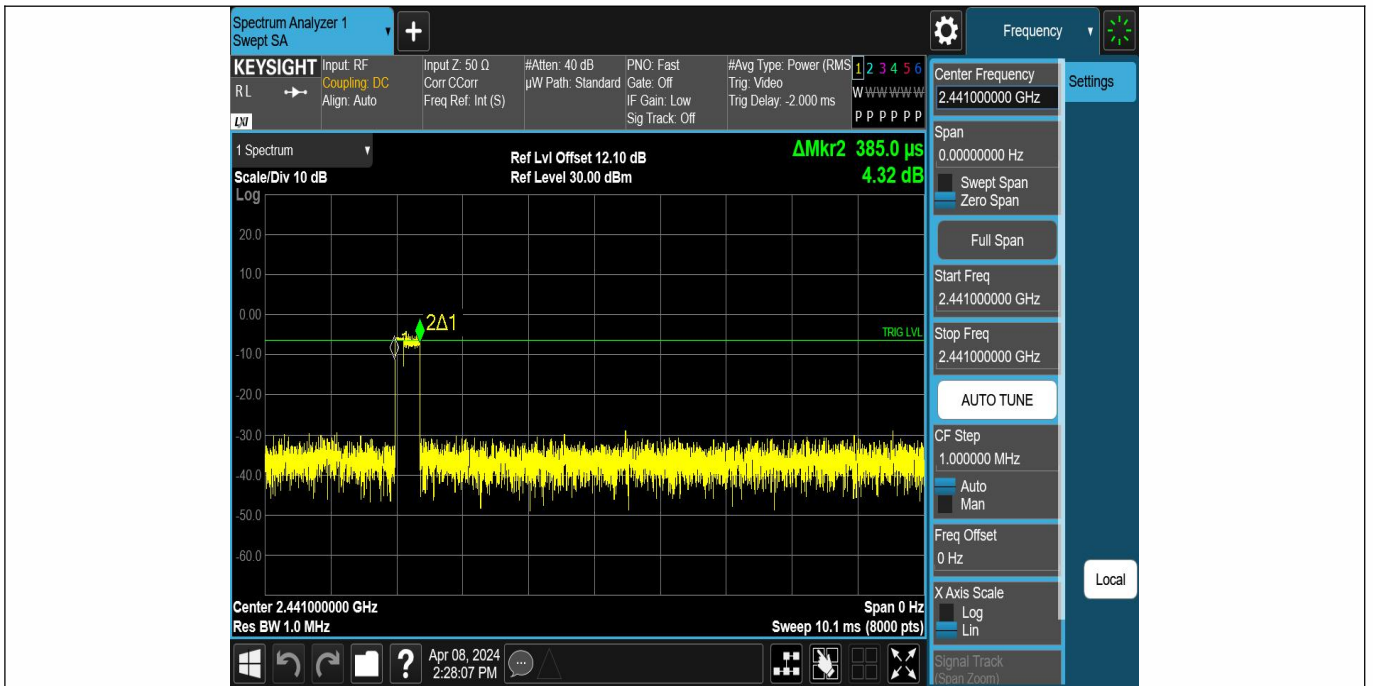 Spectrum Analyzer 1
Swept SA
Frequency
KEYSIGHT
RL
LXI
Input: RF
Coupling: DC
Align: Auto
Input Z: 50 Ω
Corr CCorr
Freq Ref: Int (S)
#Atten: 40 dB
µW Path: Standard
PNO: Fast
Gate: Off
IF Gain: Low
Sig Track: Off
#Avg Type: Power (RMS
Trig: Video
Trig Delay: -2.000 ms
1 2 3 4 5 6
W W W W W W
P P P P P P
1 Spectrum
Scale/Div 10 dB
Ref Lvl Offset 12.10 dB
Ref Level 30.00 dBm
ΔMkr2 385.0 µs
4.32 dB
Log
20.0
10.0
0.00
-10.0
-20.0
-30.0
-40.0
-50.0
-60.0
2Δ1
TRIG LVL
Center 2.441000000 GHz
Res BW 1.0 MHz
Span 0 Hz
Sweep 10.1 ms (8000 pts)
Center Frequency
2.441000000 GHz
Settings
Span
0.00000000 Hz
Swept Span
Zero Span
Full Span
Start Freq
2.441000000 GHz
Stop Freq
2.441000000 GHz
AUTO TUNE
CF Step
1.000000 MHz
Auto
Man
Freq Offset
0 Hz
Local
X Axis Scale
Log
Lin
Signal Track
(Span Zoom)
?
Apr 08, 2024
2:28:07 PM